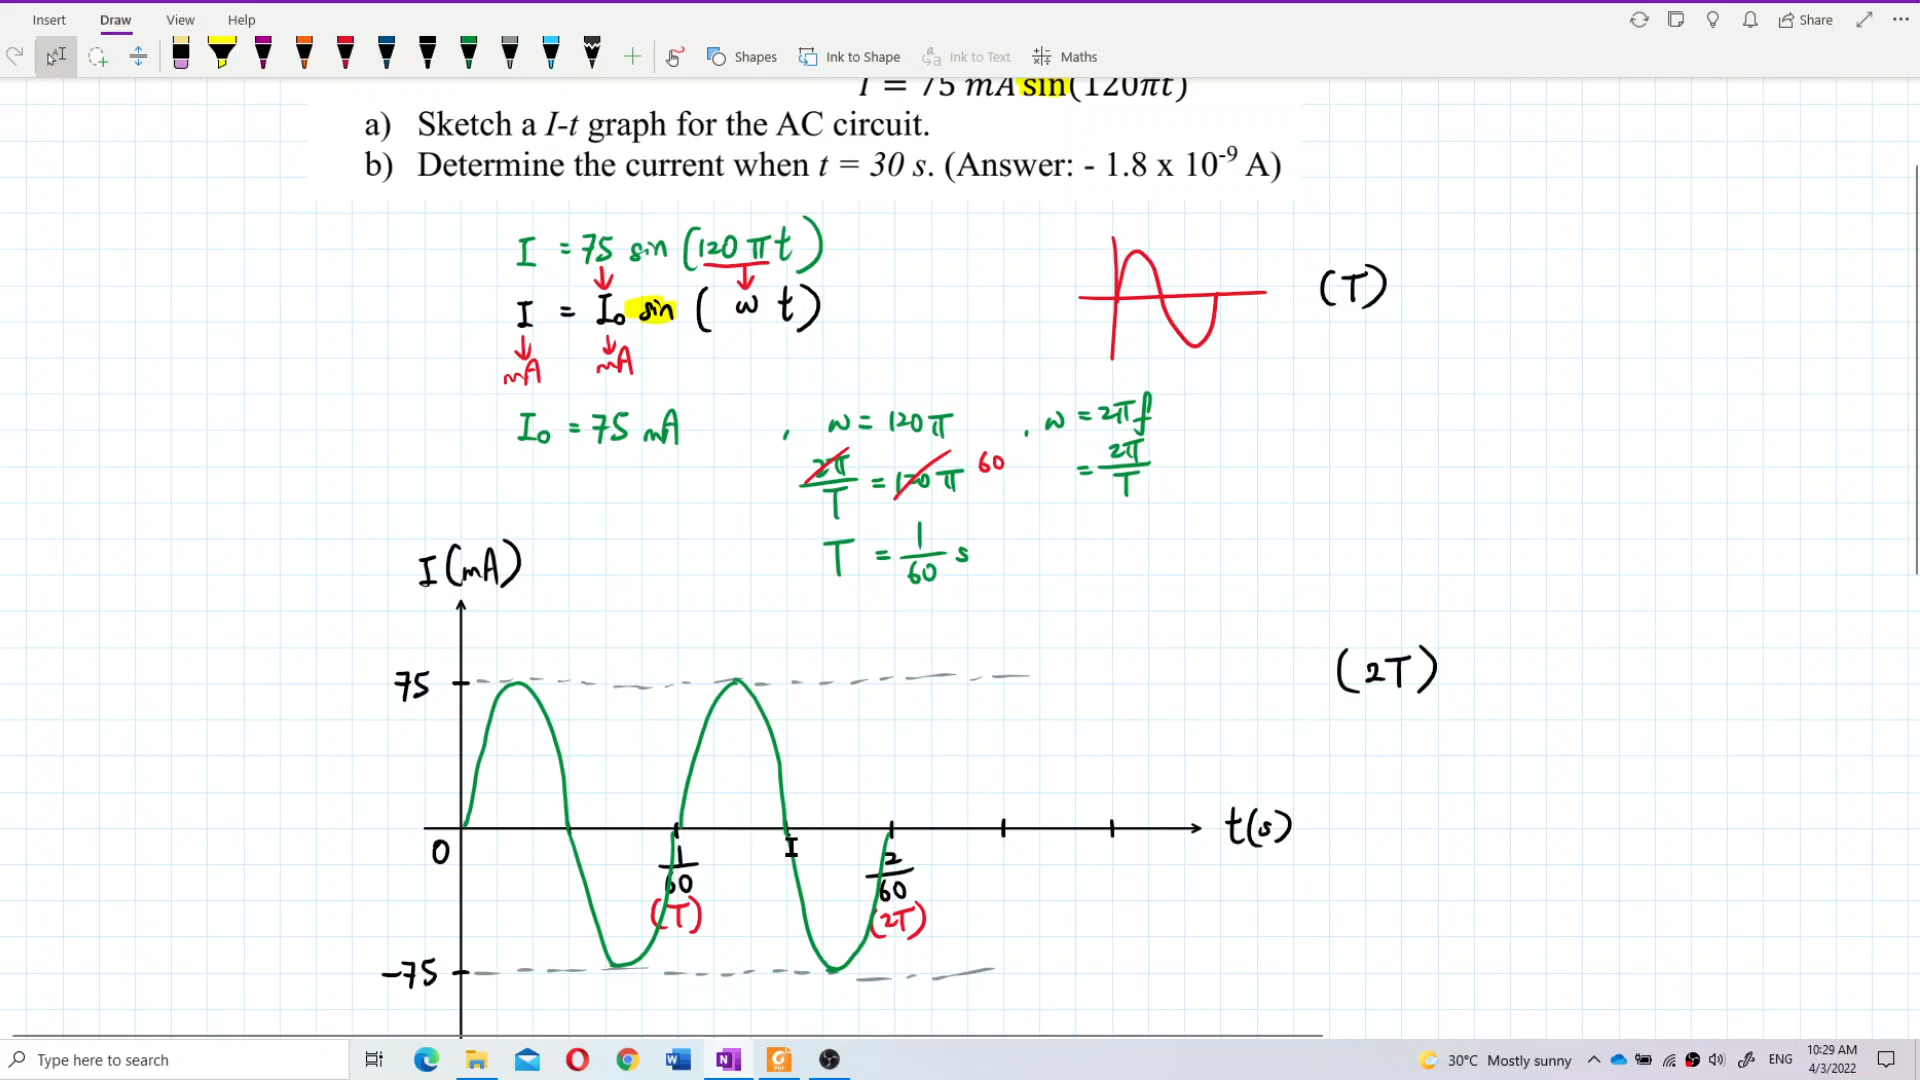 Insert Draw View Help
Share
Shapes Ink to Shape Ink to Text Maths
I = 75 mA sin(120πt)
a) Sketch a I-t graph for the AC circuit.
b) Determine the current when t = 30 s. (Answer: - 1.8 x 10⁻⁹ A)
I = 75 sin (120 π t)
I = I₀ sin ( ω t)
mA mA
(T)
I₀ = 75 mA , ω = 120 π , ω = 2πf
2π/T = 120 π 60 = 2π/T
T = 1/60 s
I (mA)
75
(2T)
0
t(s)
1/60
2/60
(T)
(2T)
-75
Type here to search
30°C Mostly sunny
ENG
10:29 AM
4/3/2022